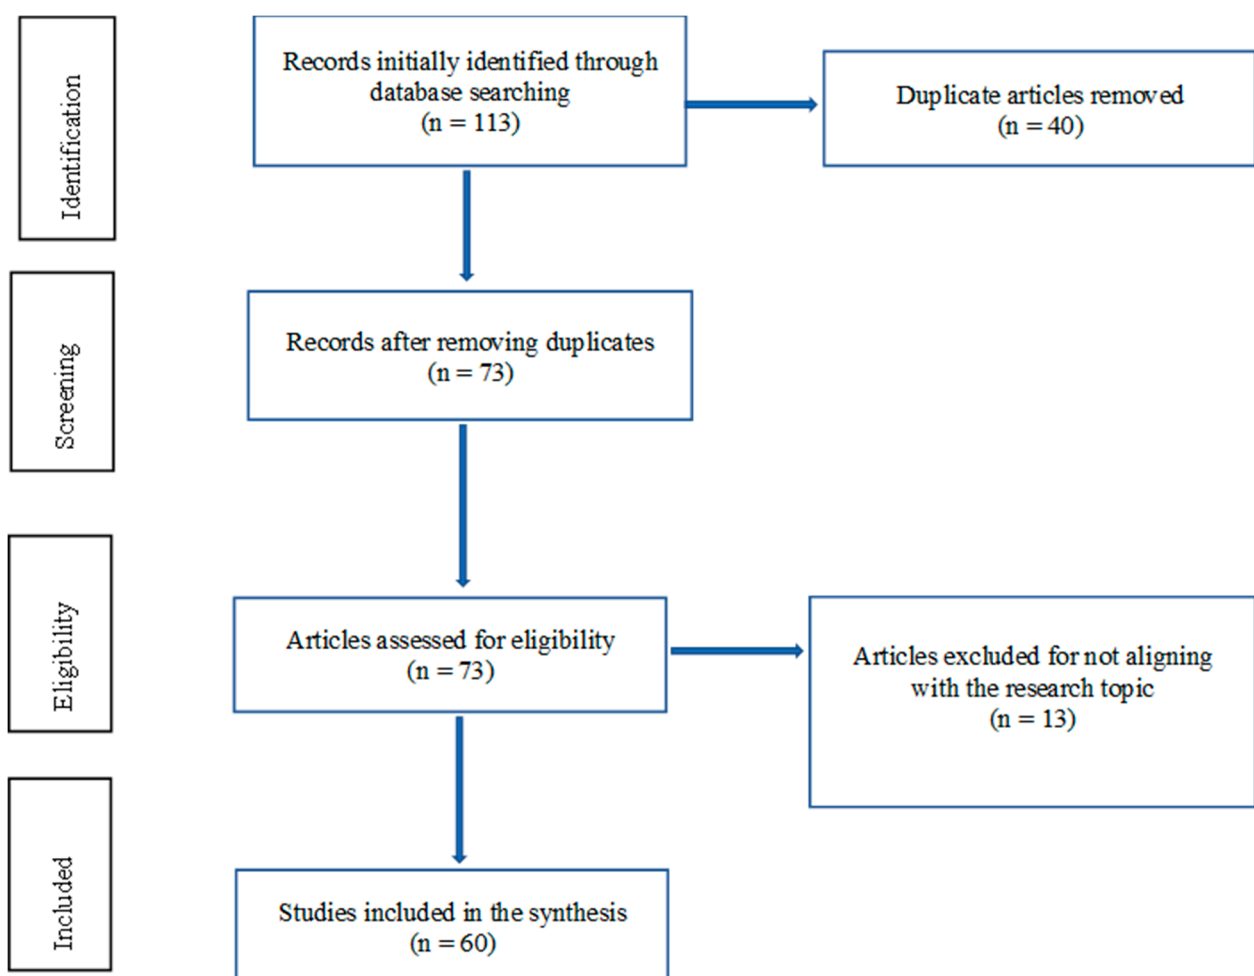 Identification
Records initially identified through
database searching
(n = 113)
Duplicate articles removed
(n = 40)
Screening
Records after removing duplicates
(n = 73)
Eligibility
Articles assessed for eligibility
(n = 73)
Articles excluded for not aligning
with the research topic
(n = 13)
Included
Studies included in the synthesis
(n = 60)